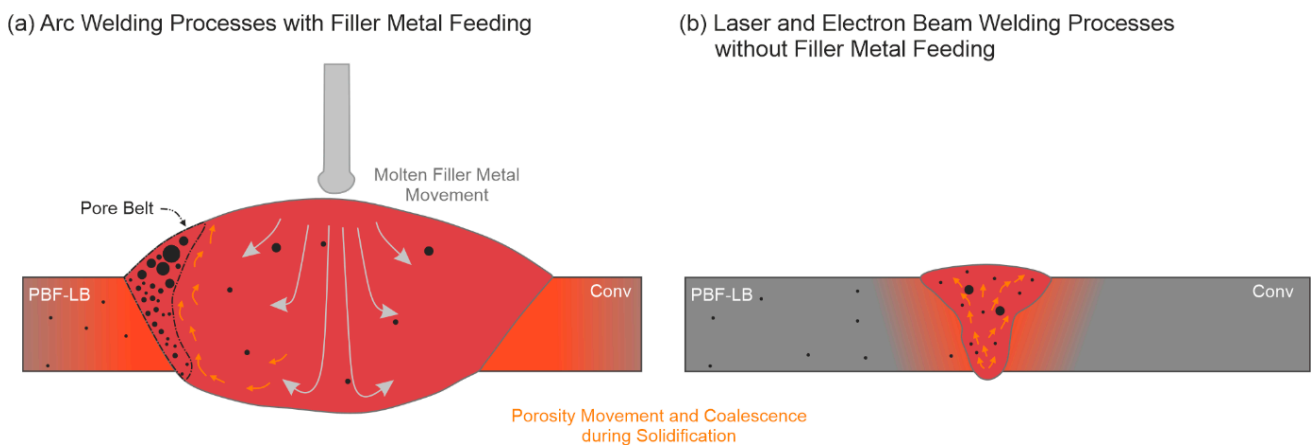 (a) Arc Welding Processes with Filler Metal Feeding
(b) Laser and Electron Beam Welding Processes
without Filler Metal Feeding
Molten Filler Metal
Movement
Pore Belt
PBF-LB
Conv
PBF-LB
Conv
Porosity Movement and Coalescence
during Solidification